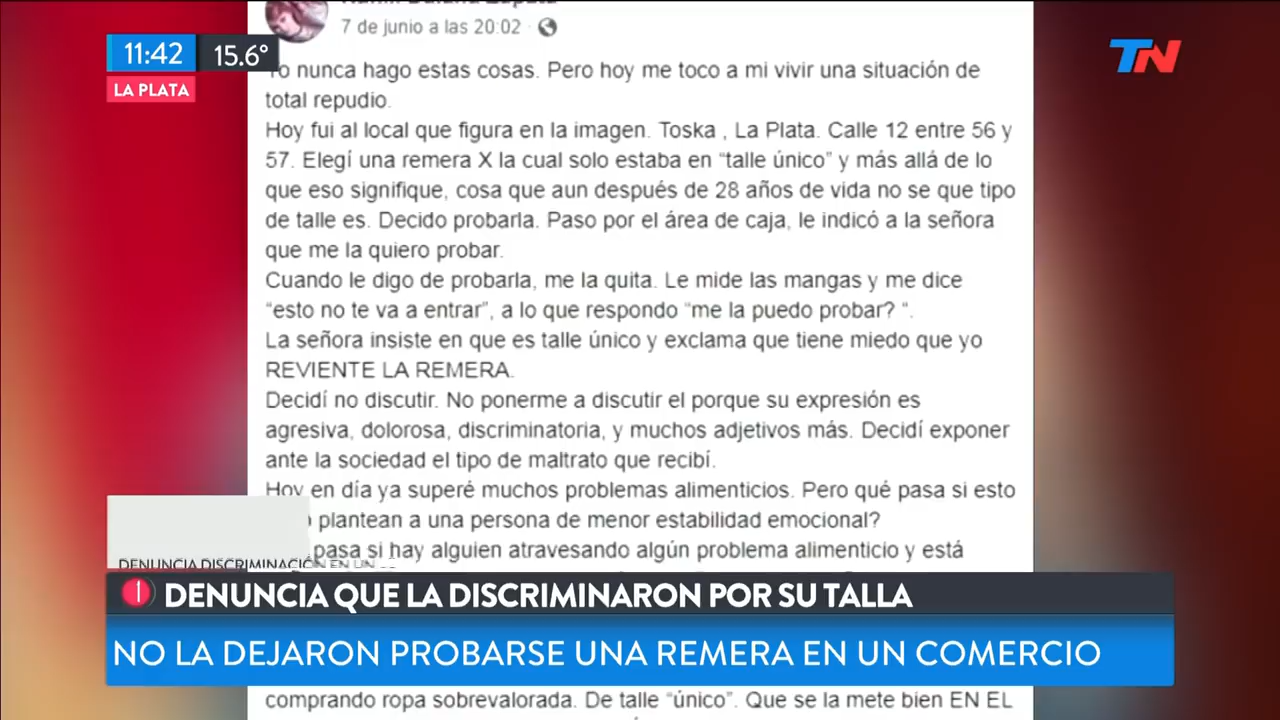 7 de junio a las 20:02
11:42 15.6°
LA PLATA
TN
Yo nunca hago estas cosas. Pero hoy me toco a mi vivir una situación de
total repudio.
Hoy fui al local que figura en la imagen. Toska , La Plata. Calle 12 entre 56 y
57. Elegí una remera X la cual solo estaba en “talle único” y más allá de lo
que eso signifique, cosa que aun después de 28 años de vida no se que tipo
de talle es. Decido probarla. Paso por el área de caja, le indicó a la señora
que me la quiero probar.
Cuando le digo de probarla, me la quita. Le mide las mangas y me dice
“esto no te va a entrar”, a lo que respondo “me la puedo probar? “.
La señora insiste en que es talle único y exclama que tiene miedo que yo
REVIENTE LA REMERA.
Decidí no discutir. No ponerme a discutir el porque su expresión es
agresiva, dolorosa, discriminatoria, y muchos adjetivos más. Decidí exponer
ante la sociedad el tipo de maltrato que recibí.
Hoy en día ya superé muchos problemas alimenticios. Pero qué pasa si esto
plantean a una persona de menor estabilidad emocional?
pasa si hay alguien atravesando algún problema alimenticio y está
DENUNCIA DISCRIMINACIÓN EN UN
DENUNCIA QUE LA DISCRIMINARON POR SU TALLA
NO LA DEJARON PROBARSE UNA REMERA EN UN COMERCIO
comprando ropa sobrevalorada. De talle “único”. Que se la mete bien EN EL